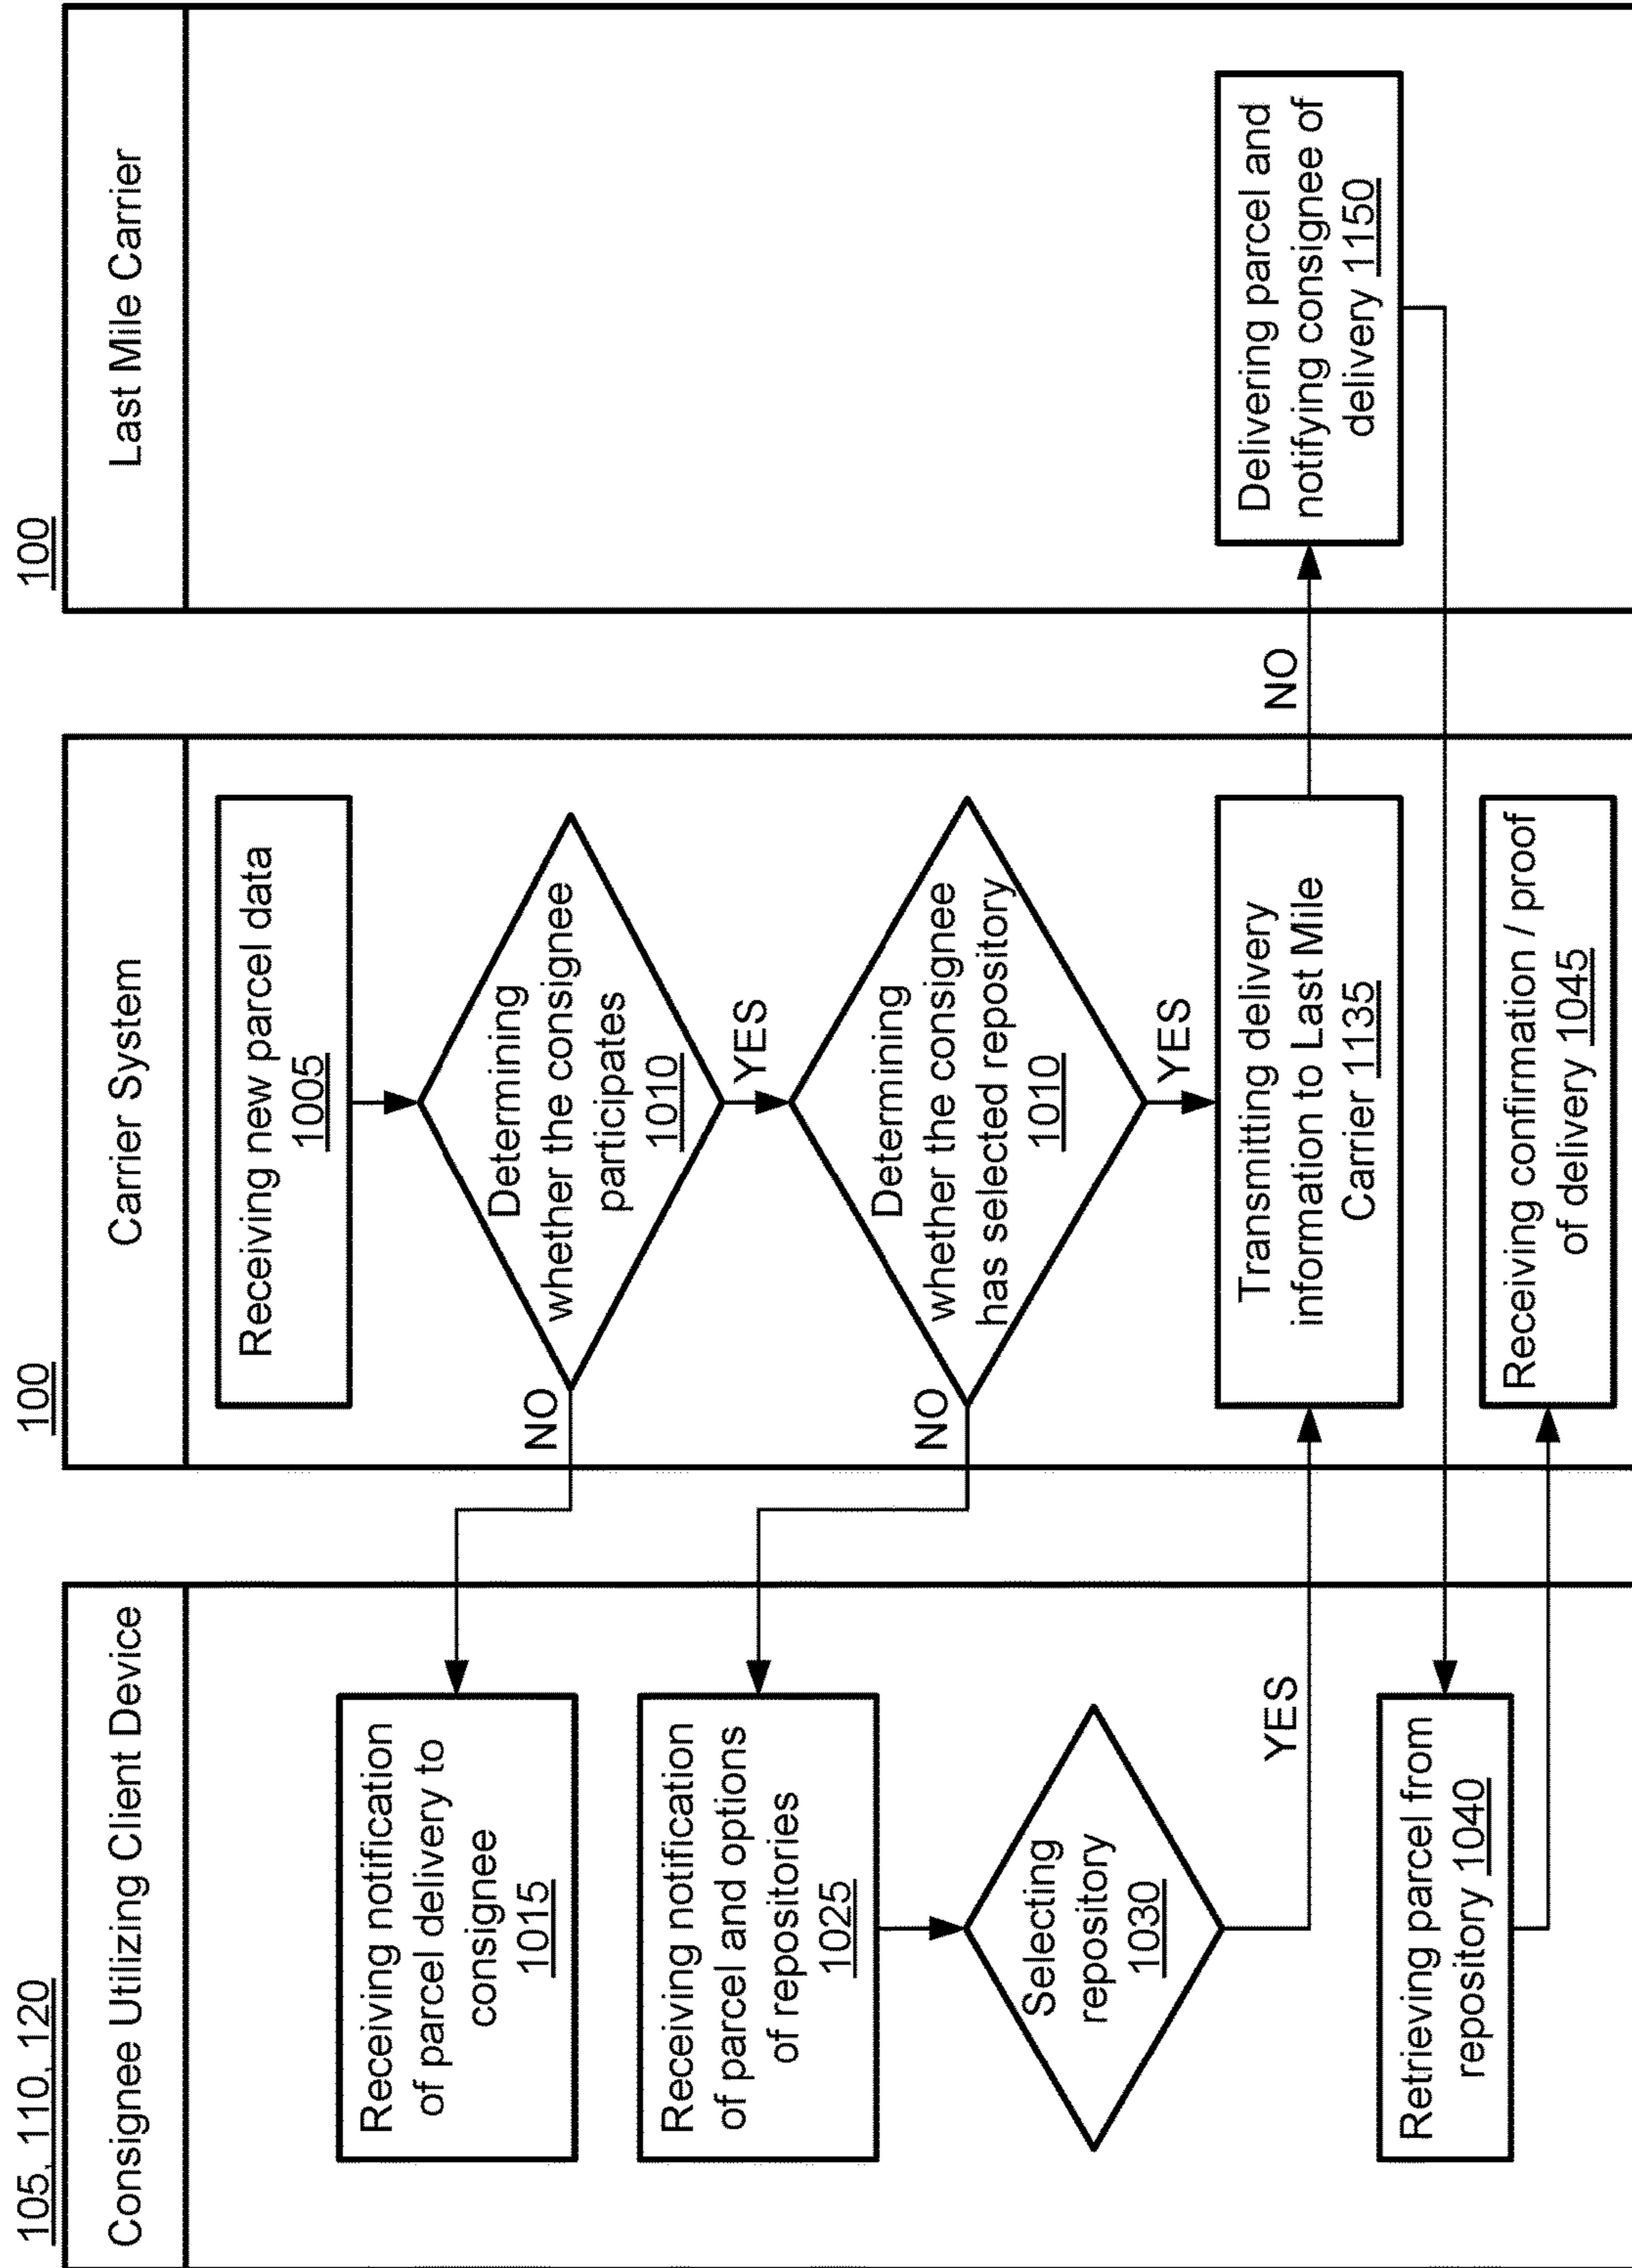 105, 110, 120
Consignee Utilizing Client Device
Receiving notification
of parcel delivery to
consignee
1015
Receiving notification
of parcel and options
of repositories
1025
Selecting
repository
1030
YES
Retrieving parcel from
repository 1040
100
Carrier System
Receiving new parcel data
1005
Determining
whether the consignee
participates
1010
NO
YES
Determining
whether the consignee
has selected repository
1010
NO
YES
Transmitting delivery
information to Last Mile
Carrier 1135
Receiving confirmation / proof
of delivery 1045
NO
100
Last Mile Carrier
Delivering parcel and
notifying consignee of
delivery 1150